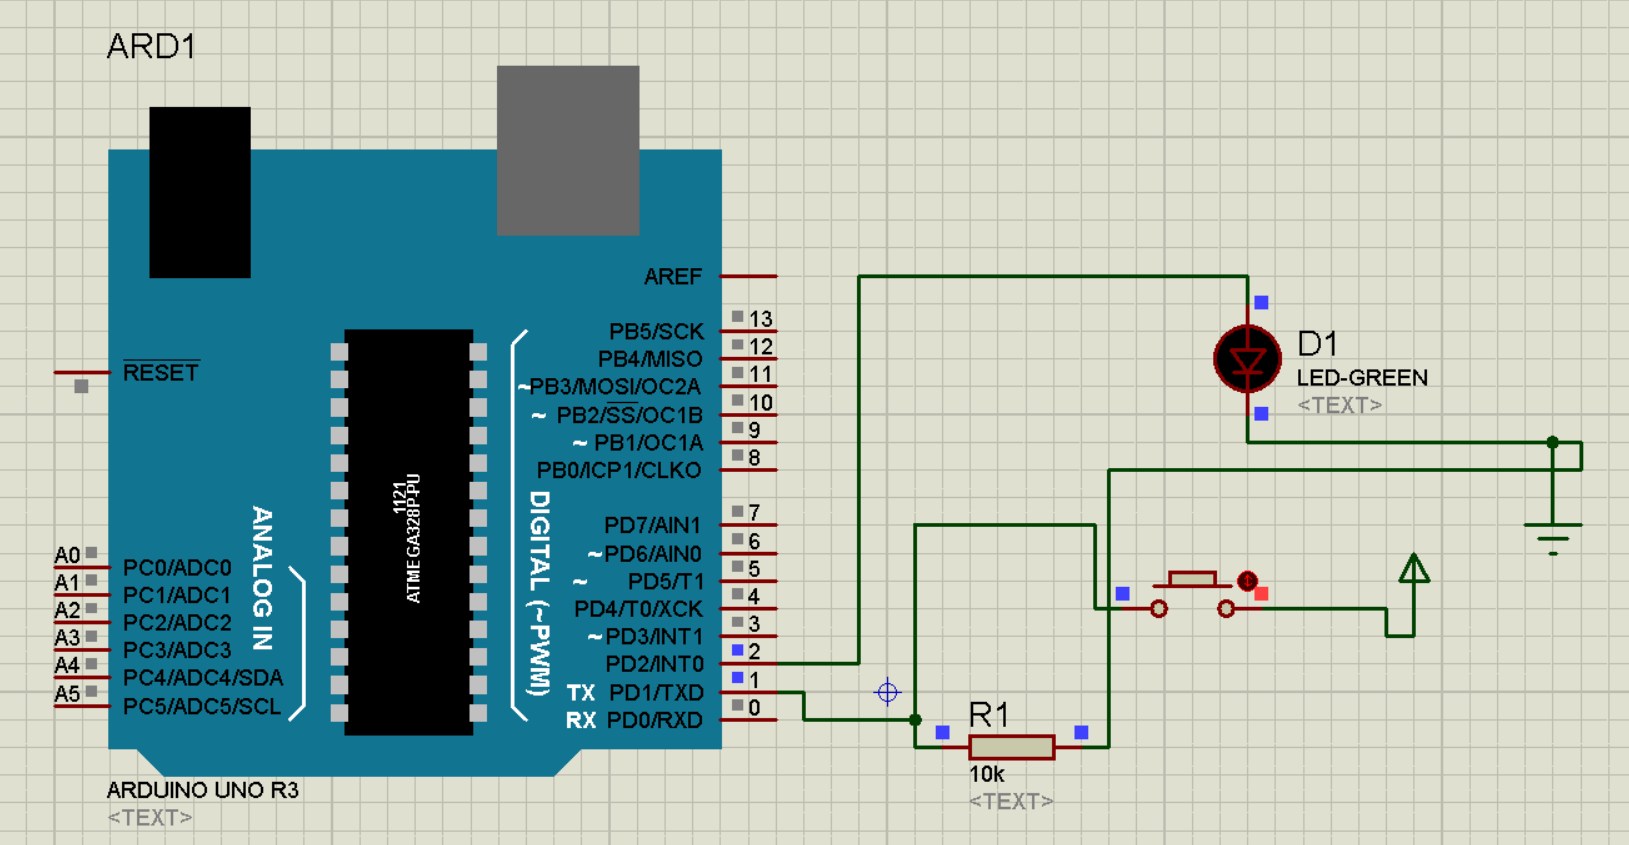 ARD1
AREF
PB5/SCK 13
PB4/MISO 12
~PB3/MOSI/OC2A 11
~ PB2/SS/OC1B 10
~ PB1/OC1A 9
PB0/ICP1/CLKO 8
PD7/AIN1 7
~PD6/AIN0 6
~ PD5/T1 5
PD4/T0/XCK 4
~PD3/INT1 3
PD2/INT0 2
TX PD1/TXD 1
RX PD0/RXD 0
RESET
A0 PC0/ADC0
A1 PC1/ADC1
A2 PC2/ADC2
A3 PC3/ADC3
A4 PC4/ADC4/SDA
A5 PC5/ADC5/SCL
ANALOG IN
1121
ATMEGA328P-PU
DIGITAL (~PWM)
ARDUINO UNO R3
<TEXT>
D1
LED-GREEN
<TEXT>
R1
10k
<TEXT>